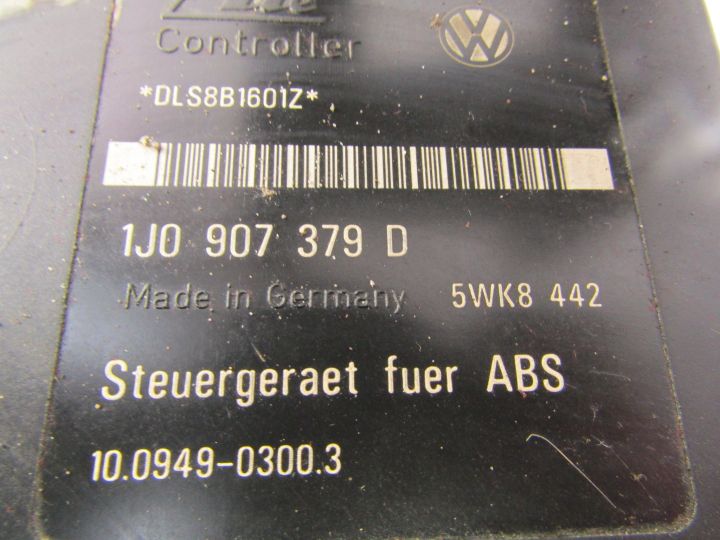 Controller
*DLS8B1601Z*
1J0 907 379 D
Made in Germany 5WK8 442
Steuergeraet fuer ABS
10.0949-0300.3